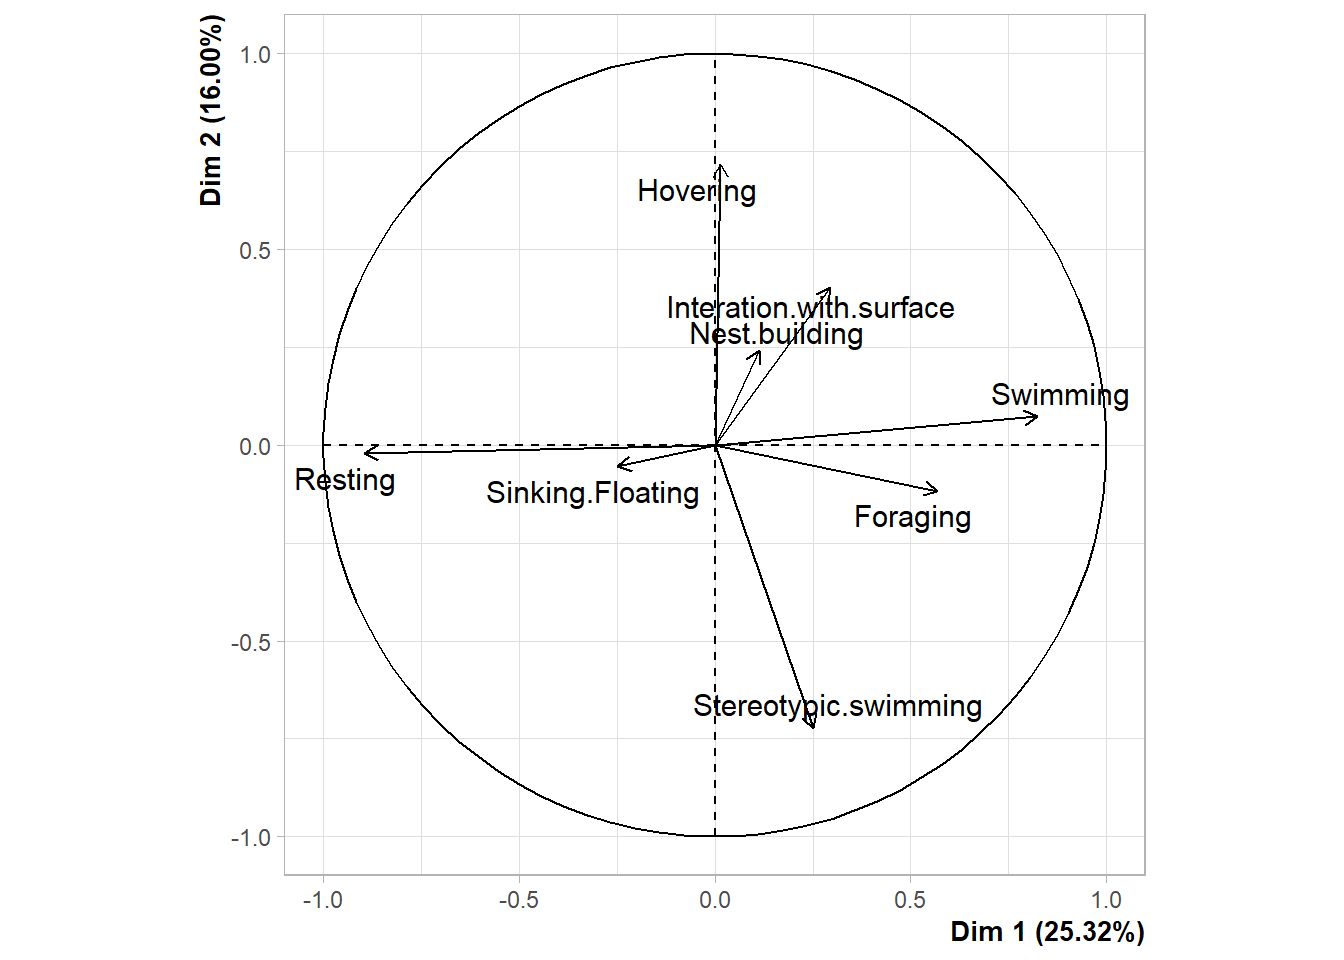 Dim 2 (16.00%)
1.0
0.5
0.0
-0.5
-1.0
Hovering
Interation.with.surface
Nest.building
Swimming
Resting
Sinking.Floating
Foraging
Stereotypic.swimming
-1.0
-0.5
0.0
0.5
1.0
Dim 1 (25.32%)